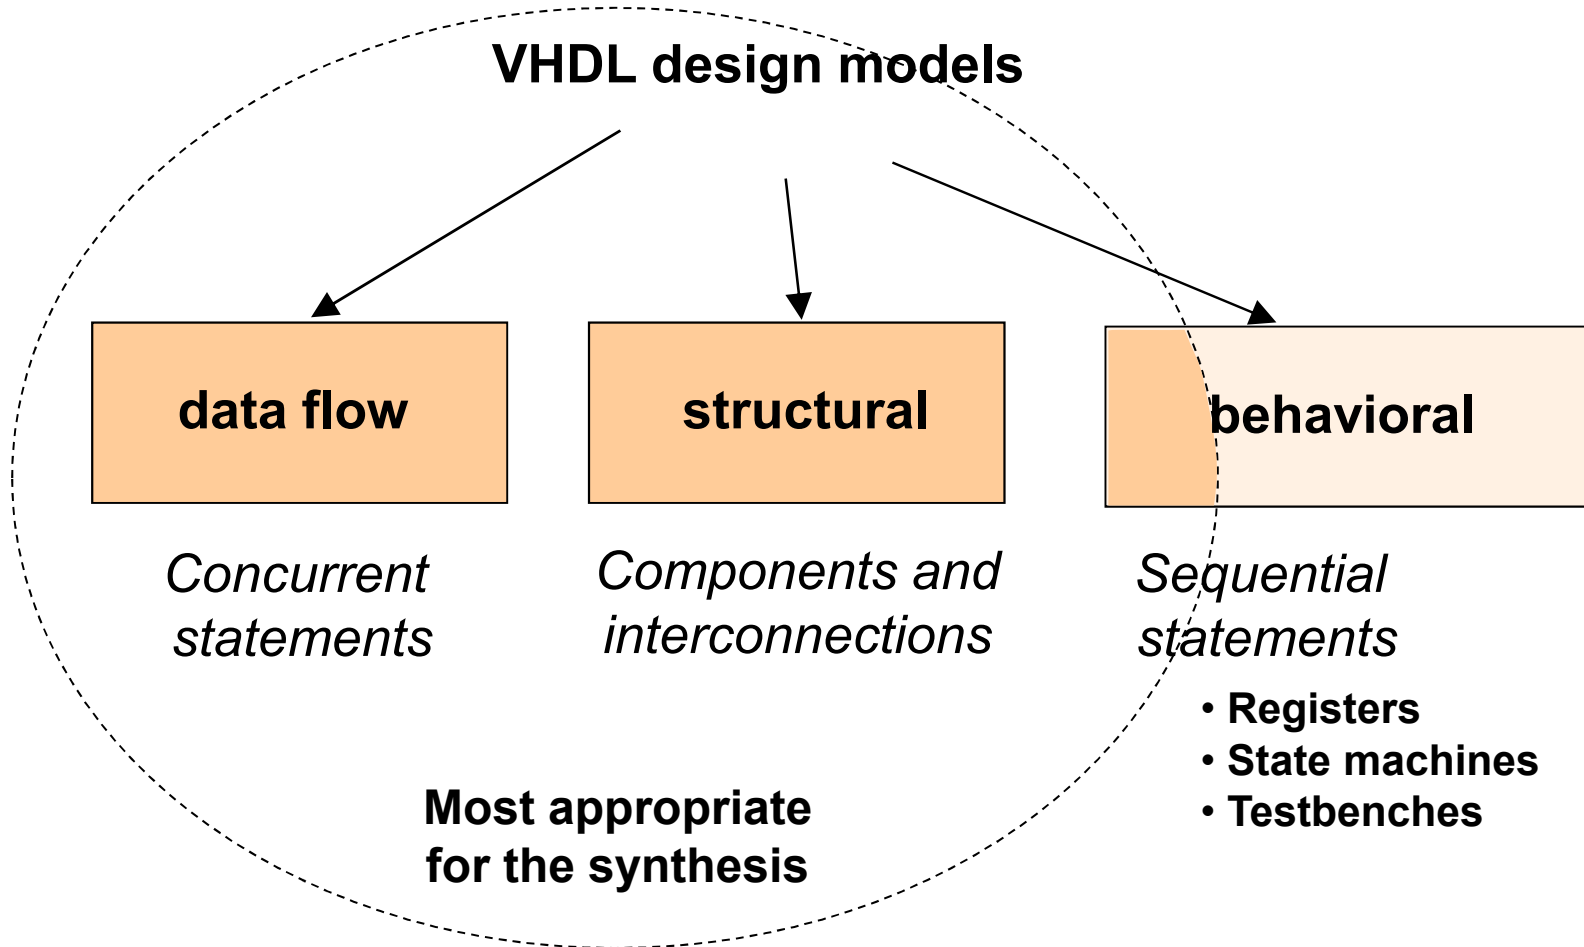 VHDL design models
data flow
structural
behavioral
Concurrent
statements
Components and
interconnections
Sequential
statements
• Registers
• State machines
• Testbenches
Most appropriate
for the synthesis